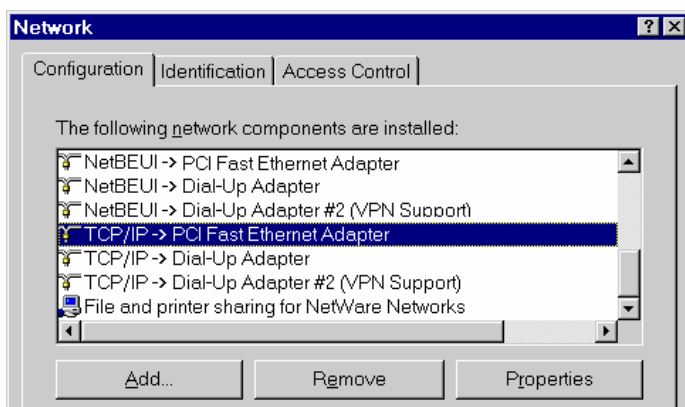 Network
Configuration Identification Access Control
The following network components are installed:
NetBEUI -> PCI Fast Ethernet Adapter
NetBEUI -> Dial-Up Adapter
NetBEUI -> Dial-Up Adapter #2 (VPN Support)
TCP/IP -> PCI Fast Ethernet Adapter
TCP/IP -> Dial-Up Adapter
TCP/IP -> Dial-Up Adapter #2 (VPN Support)
File and printer sharing for NetWare Networks
Add... Remove Properties